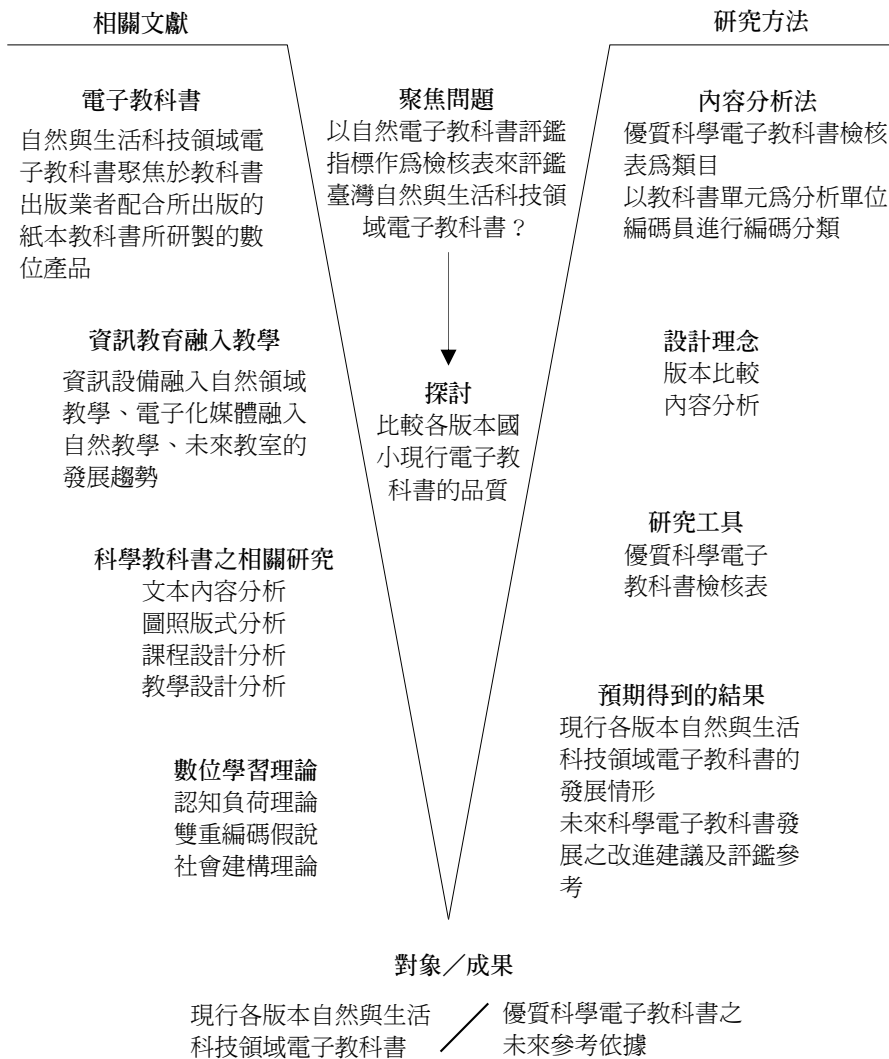 相關文獻
電子教科書
自然與生活科技領域電
子教科書聚焦於教科書
出版業者配合所出版的
紙本教科書所研製的數
位產品
資訊教育融入教學
資訊設備融入自然領域
教學、電子化媒體融入
自然教學、未來教室的
發展趨勢
科學教科書之相關研究
文本內容分析
圖照版式分析
課程設計分析
教學設計分析
數位學習理論
認知負荷理論
雙重編碼假說
社會建構理論
聚焦問題
以自然電子教科書評鑑
指標作為檢核表來評鑑
臺灣自然與生活科技領
域電子教科書？
探討
比較各版本國
小現行電子教
科書的品質
研究方法
內容分析法
優質科學電子教科書檢核
表為類目
以教科書單元為分析單位
編碼員進行編碼分類
設計理念
版本比較
內容分析
研究工具
優質科學電子
教科書檢核表
預期得到的結果
現行各版本自然與生活
科技領域電子教科書的
發展情形
未來科學電子教科書發
展之改進建議及評鑑參
考
對象／成果
現行各版本自然與生活
科技領域電子教科書
優質科學電子教科書之
未來參考依據